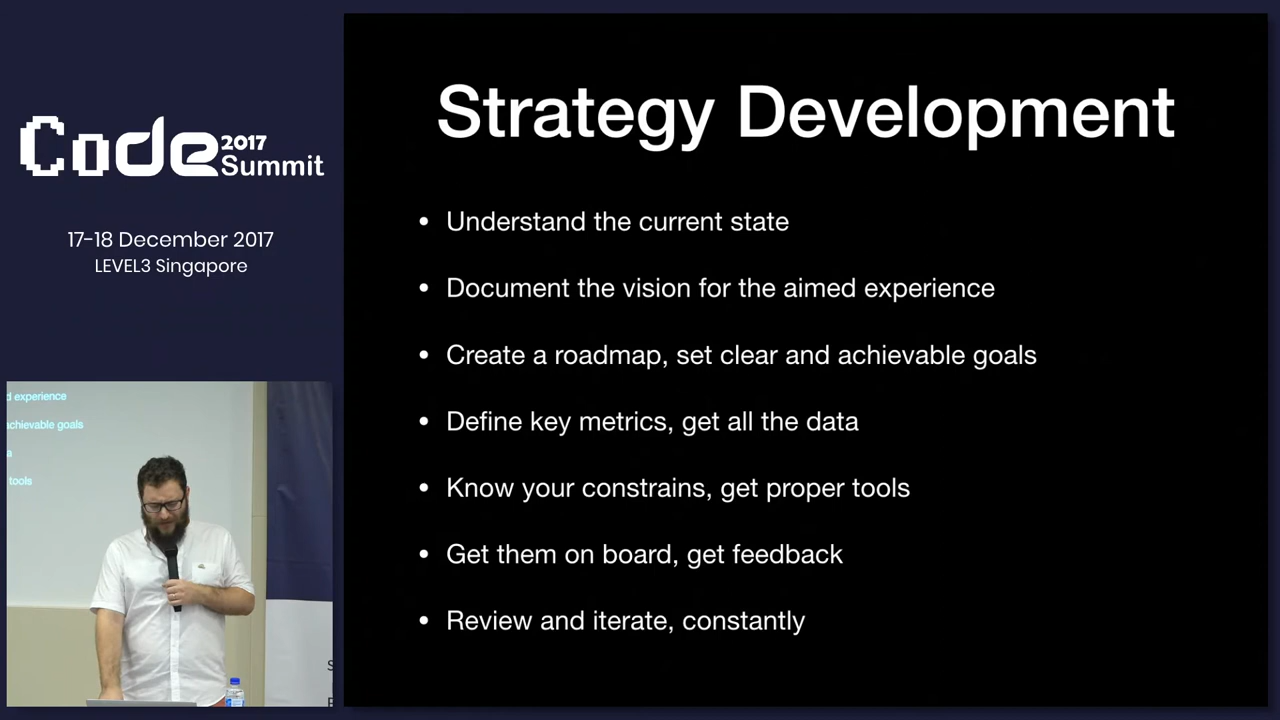 Code 2017
Summit
17-18 December 2017
LEVEL3 Singapore
Strategy Development
• Understand the current state
• Document the vision for the aimed experience
• Create a roadmap, set clear and achievable goals
• Define key metrics, get all the data
• Know your constrains, get proper tools
• Get them on board, get feedback
• Review and iterate, constantly
d experience
achievable goals
a
tools